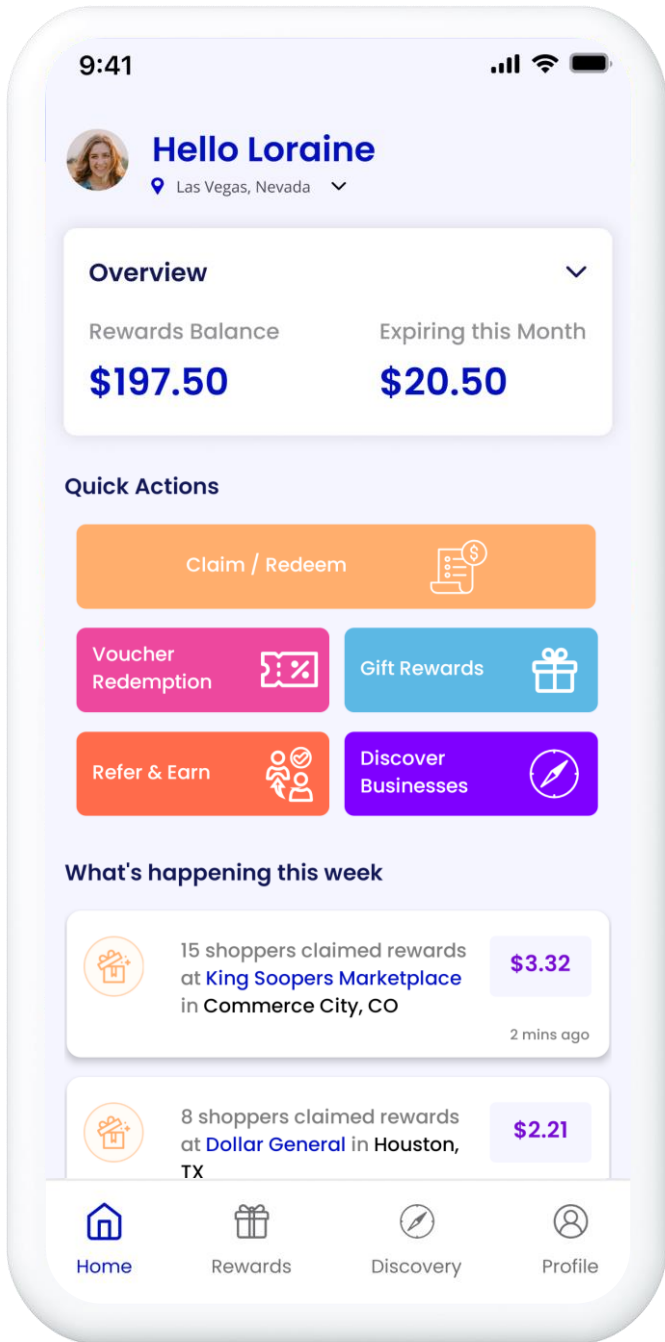 9:41
Hello Loraine
Las Vegas, Nevada
Overview
Rewards Balance
Expiring this Month
$197.50
$20.50
Quick Actions
Claim / Redeem
$
Voucher
Redemption
%
Gift Rewards
Refer & Earn
Discover
Businesses
What's happening this week
15 shoppers claimed rewards
at King Soopers Marketplace
in Commerce City, CO
$3.32
2 mins ago
8 shoppers claimed rewards
at Dollar General in Houston,
TX
$2.21
Home
Rewards
Discovery
Profile